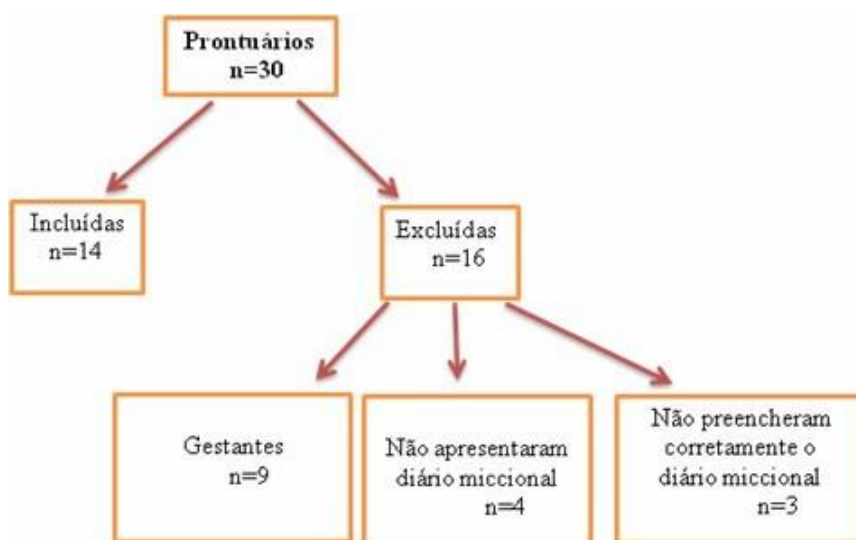 Prontuários
n=30
Incluídas
n=14
Excluídas
n=16
Gestantes
n=9
Não apresentaram
diário miccional
n=4
Não preencheram
corretamente o
diário miccional
n=3